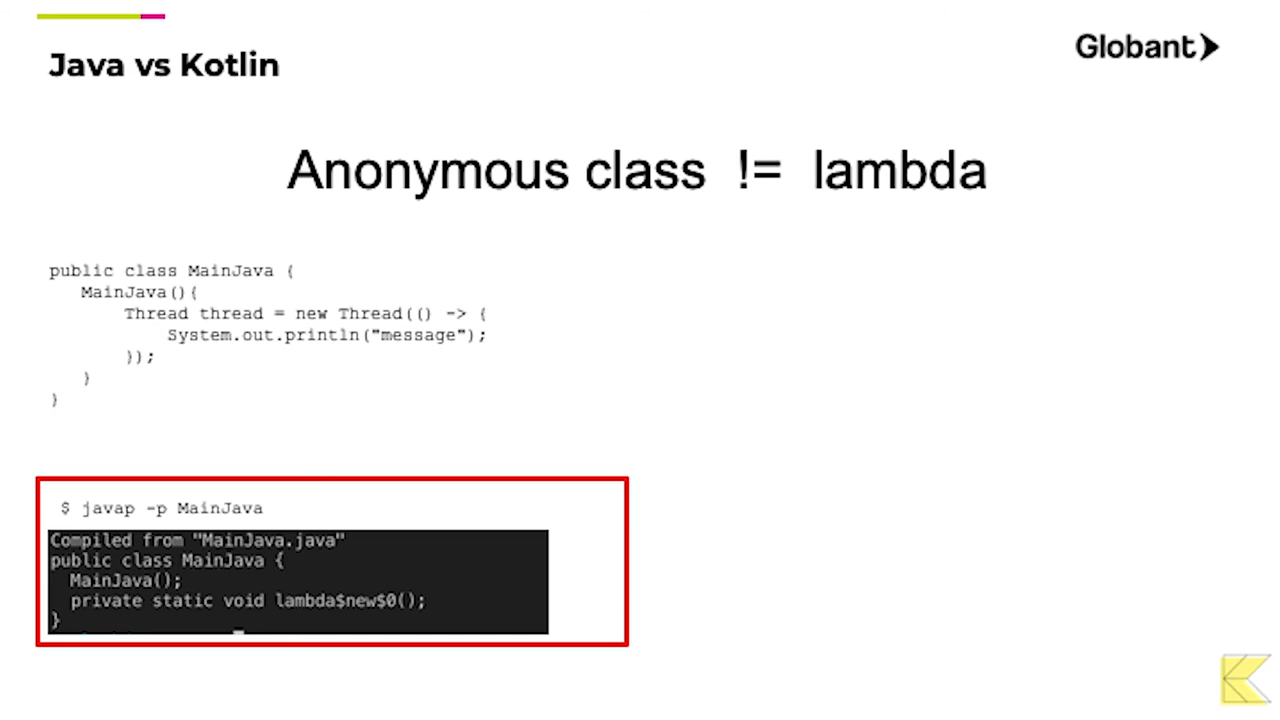 Globant
Java vs Kotlin
Anonymous class != lambda
public class MainJava {
MainJava(){
Thread thread = new Thread(() -> {
System.out.println("message");
});
}
}
$ javap -p MainJava
Compiled from "MainJava.java"
public class MainJava {
MainJava();
private static void lambda$new$0();
}